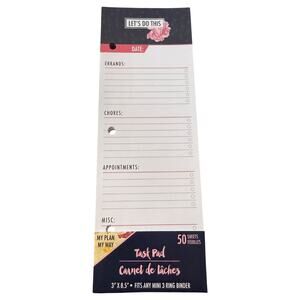 LET'S DO THIS
DATE:
ERRANDS:
CHORES:
APPOINTMENTS:
MISC:
MY PLAN
MY WAY
50 SHEETS
FEUILLES
Task Pad
Carnet de tâches
3" X 8.5" • FITS ANY MINI 3 RING BINDER